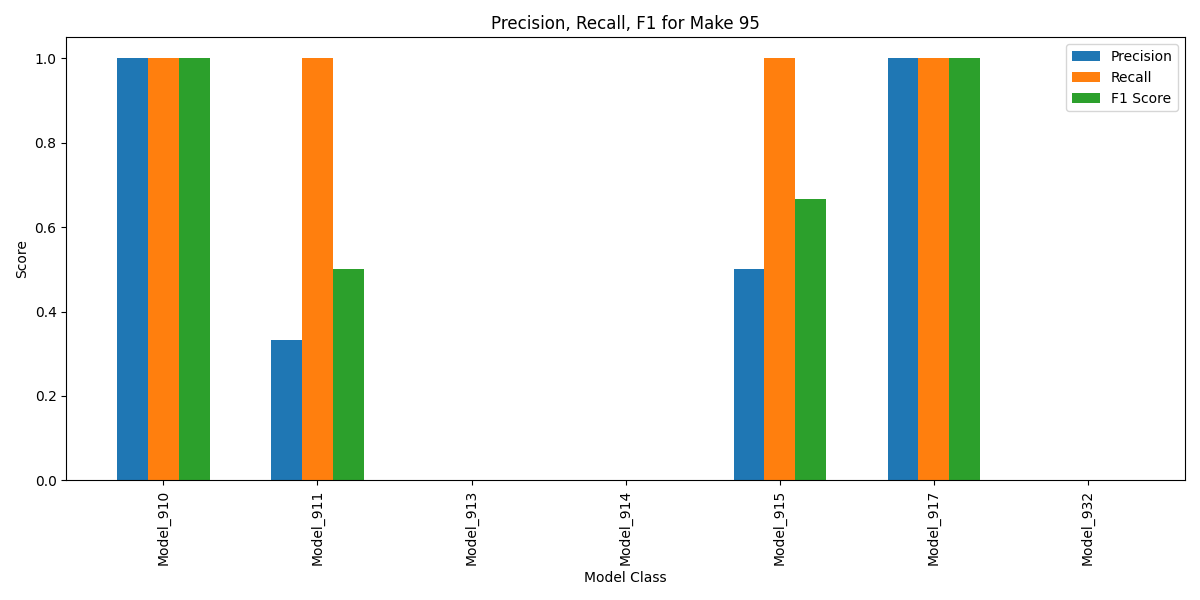 Precision, Recall, F1 for Make 95
Precision
Recall
F1 Score
Score
1.0
0.8
0.6
0.4
0.2
0.0
Model_910
Model_911
Model_913
Model_914
Model_915
Model_917
Model_932
Model Class